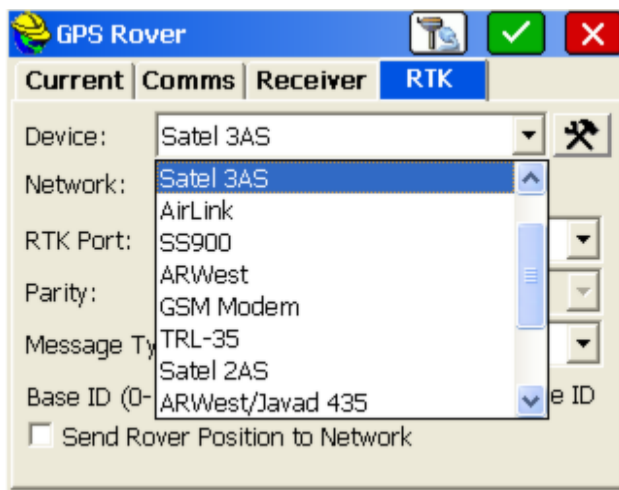 GPS Rover
Current Comms Receiver RTK
Device: Satel 3AS
Network: Satel 3AS
AirLink
RTK Port: SS900
ARWest
Parity: GSM Modem
TRL-35
Message Ty Satel 2AS
Base ID (0- ARWest/Javad 435 e ID
Send Rover Position to Network